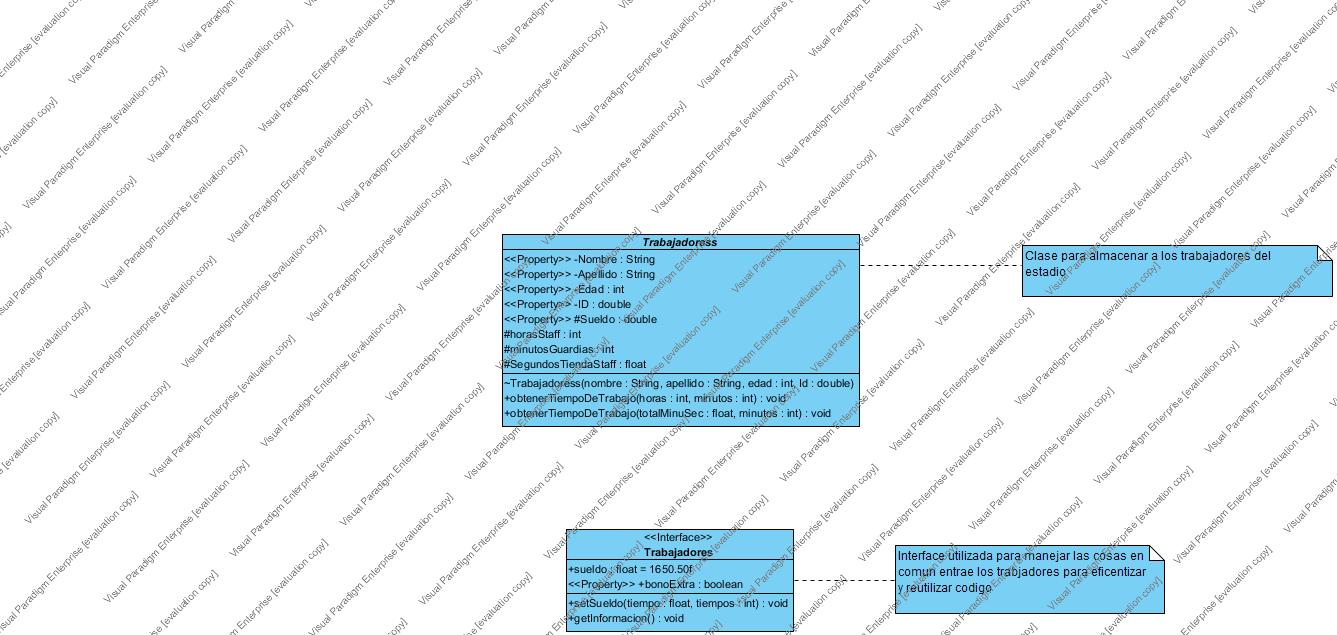 Trabajadoress
<<Property>> -Nombre : String
<<Property>> -Apellido : String
<<Property>> -Edad : int
<<Property>> -ID : double
<<Property>> #Sueldo : double
#horasStaff : int
#minutosGuardias : int
#SegundosTiendaStaff : float
~Trabajadoress(nombre : String, apellido : String, edad : int, Id : double)
+obtenerTiempoDeTrabajo(horas : int, minutos : int) : void
+obtenerTiempoDeTrabajo(totalMinuSec : float, minutos : int) : void
Clase para almacenar a los trabajadores del
estadio
<<Interface>>
Trabajadores
+sueldo : float = 1650.50f
<<Property>> +bonoExtra : boolean
+setSueldo(tiempo : float, tiempos : int) : void
+getInformacion() : void
Interface utilizada para manejar las cosas en
comun entrae los trabjadores para eficentizar
y reutilizar codigo
Visual Paradigm Enterprise [evaluation copy]